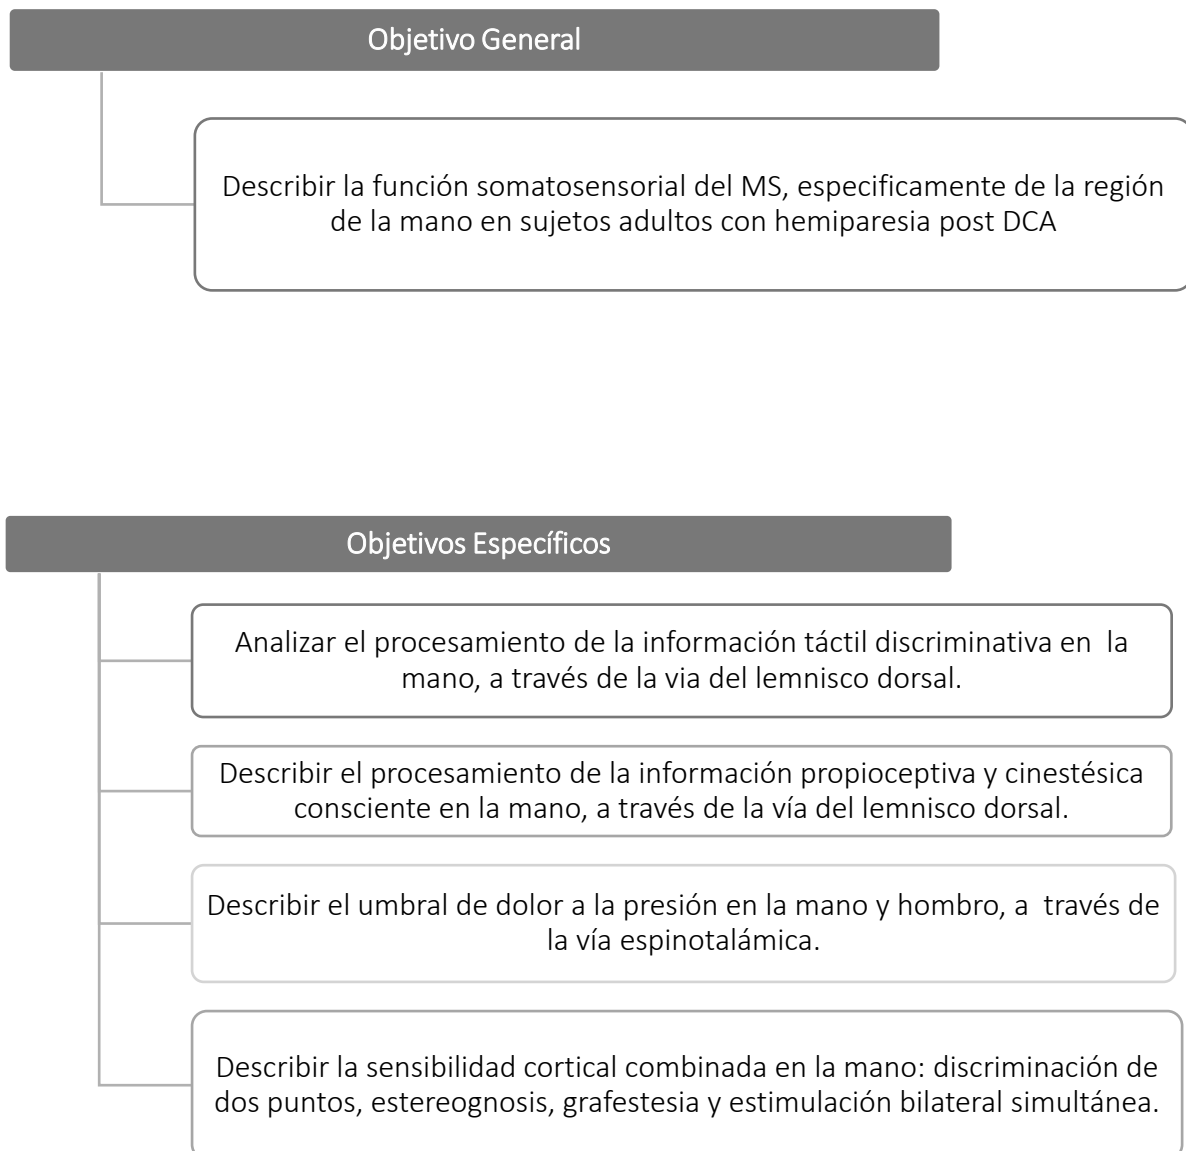 Objetivo General
Describir la función somatosensorial del MS, especificamente de la región
de la mano en sujetos adultos con hemiparesia post DCA
Objetivos Específicos
Analizar el procesamiento de la información táctil discriminativa en la
mano, a través de la via del lemnisco dorsal.
Describir el procesamiento de la información propioceptiva y cinestésica
consciente en la mano, a través de la vía del lemnisco dorsal.
Describir el umbral de dolor a la presión en la mano y hombro, a través de
la vía espinotalámica.
Describir la sensibilidad cortical combinada en la mano: discriminación de
dos puntos, estereognosis, grafestesia y estimulación bilateral simultánea.